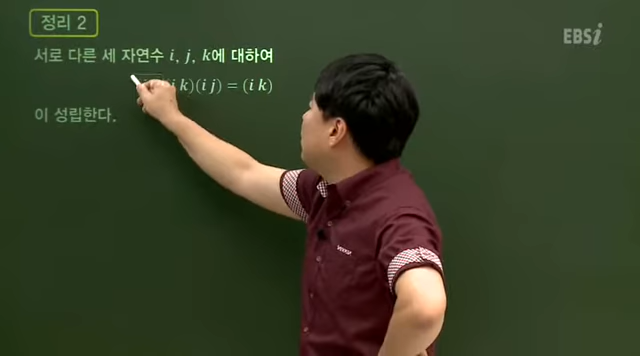 정리 2
EBSi
서로 다른 세 자연수 i, j, k에 대하여
k)(i j) = (i k)
이 성립한다.